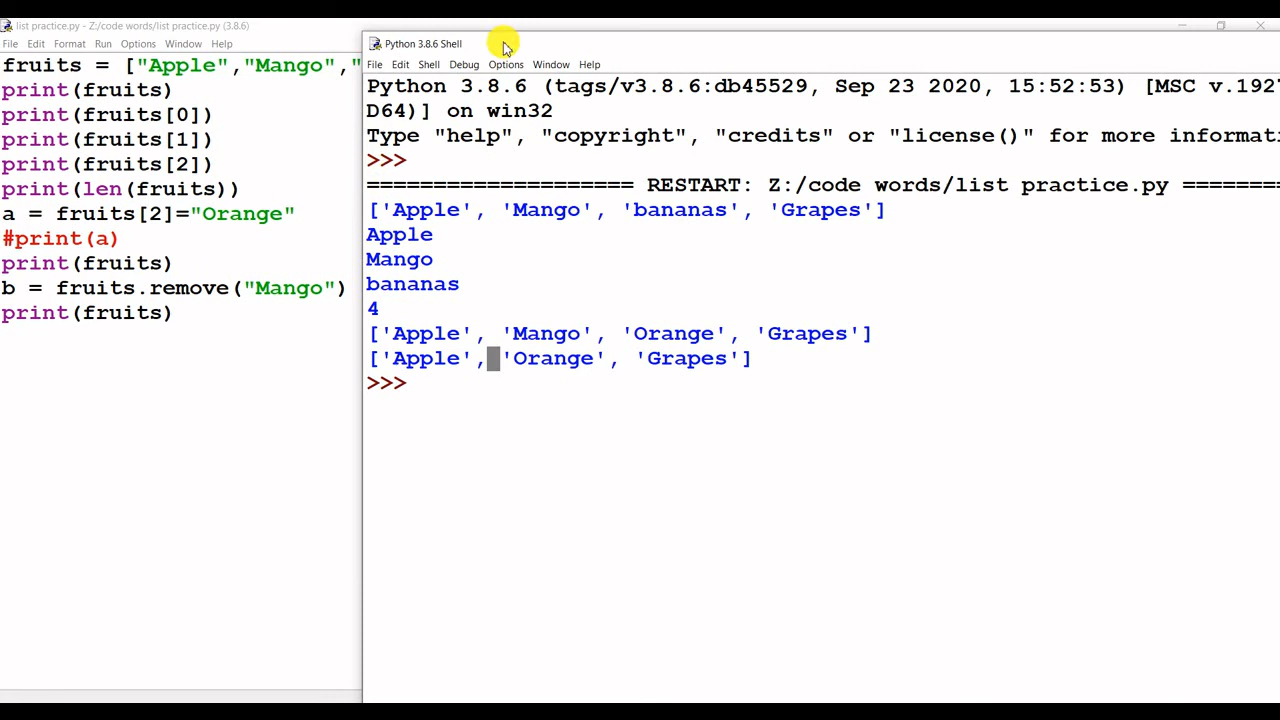 list practice.py - Z:/code words/list practice.py (3.8.6)
File Edit Format Run Options Window Help
fruits = ["Apple","Mango","
print(fruits)
print(fruits[0])
print(fruits[1])
print(fruits[2])
print(len(fruits))
a = fruits[2]="Orange"
#print(a)
print(fruits)
b = fruits.remove("Mango")
print(fruits)
Python 3.8.6 Shell
File Edit Shell Debug Options Window Help
Python 3.8.6 (tags/v3.8.6:db45529, Sep 23 2020, 15:52:53) [MSC v.1927
D64)] on win32
Type "help", "copyright", "credits" or "license()" for more informati
>>>
==================== RESTART: Z:/code words/list practice.py ========
['Apple', 'Mango', 'bananas', 'Grapes']
Apple
Mango
bananas
4
['Apple', 'Mango', 'Orange', 'Grapes']
['Apple', 'Orange', 'Grapes']
>>>